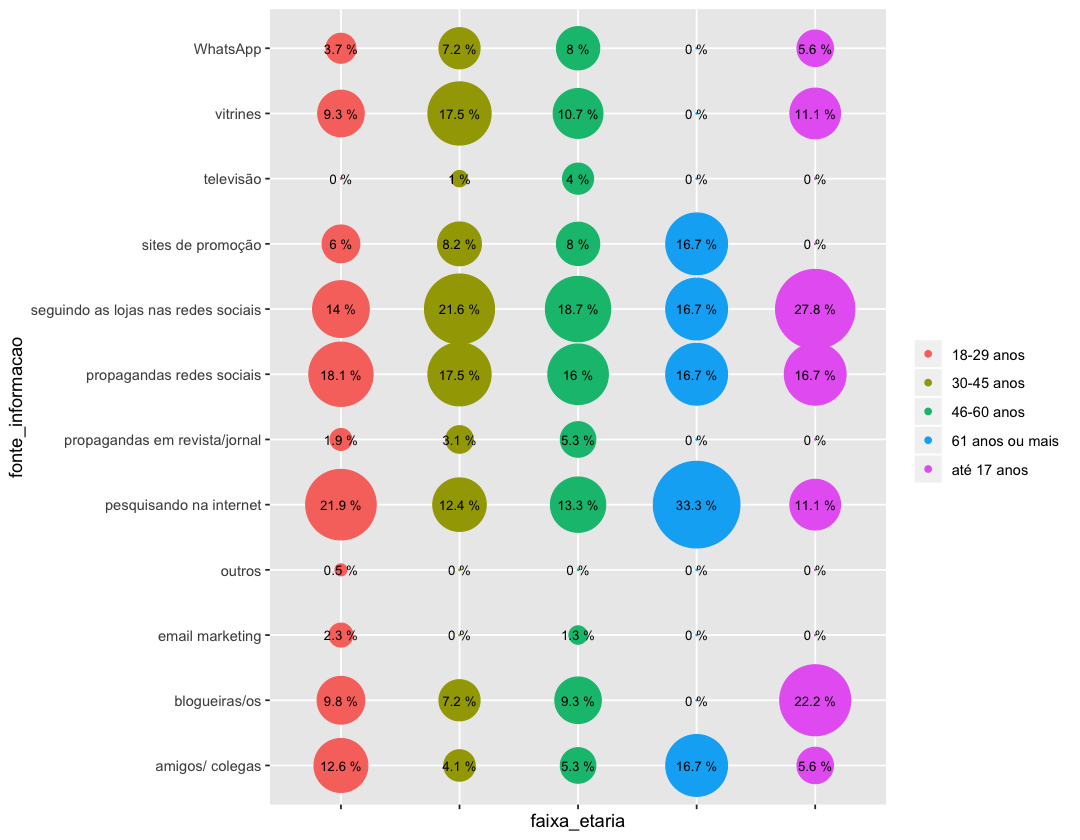 WhatsApp 3.7 % 7.2 % 8 % 0 % 5.6 %
vitrines 9.3 % 17.5 % 10.7 % 0 % 11.1 %
televisão 0 % 1 % 4 % 0 % 0 %
sites de promoção 6 % 8.2 % 8 % 16.7 % 0 %
seguindo as lojas nas redes sociais 14 % 21.6 % 18.7 % 16.7 % 27.8 %
propagandas redes sociais 18.1 % 17.5 % 16 % 16.7 % 16.7 %
propagandas em revista/jornal 1.9 % 3.1 % 5.3 % 0 % 0 %
pesquisando na internet 21.9 % 12.4 % 13.3 % 33.3 % 11.1 %
outros 0.5 % 0 % 0 % 0 % 0 %
email marketing 2.3 % 0 % 1.3 % 0 % 0 %
blogueiras/os 9.8 % 7.2 % 9.3 % 0 % 22.2 %
amigos/ colegas 12.6 % 4.1 % 5.3 % 16.7 % 5.6 %
fonte_informacao
faixa_etaria
18-29 anos
30-45 anos
46-60 anos
61 anos ou mais
até 17 anos